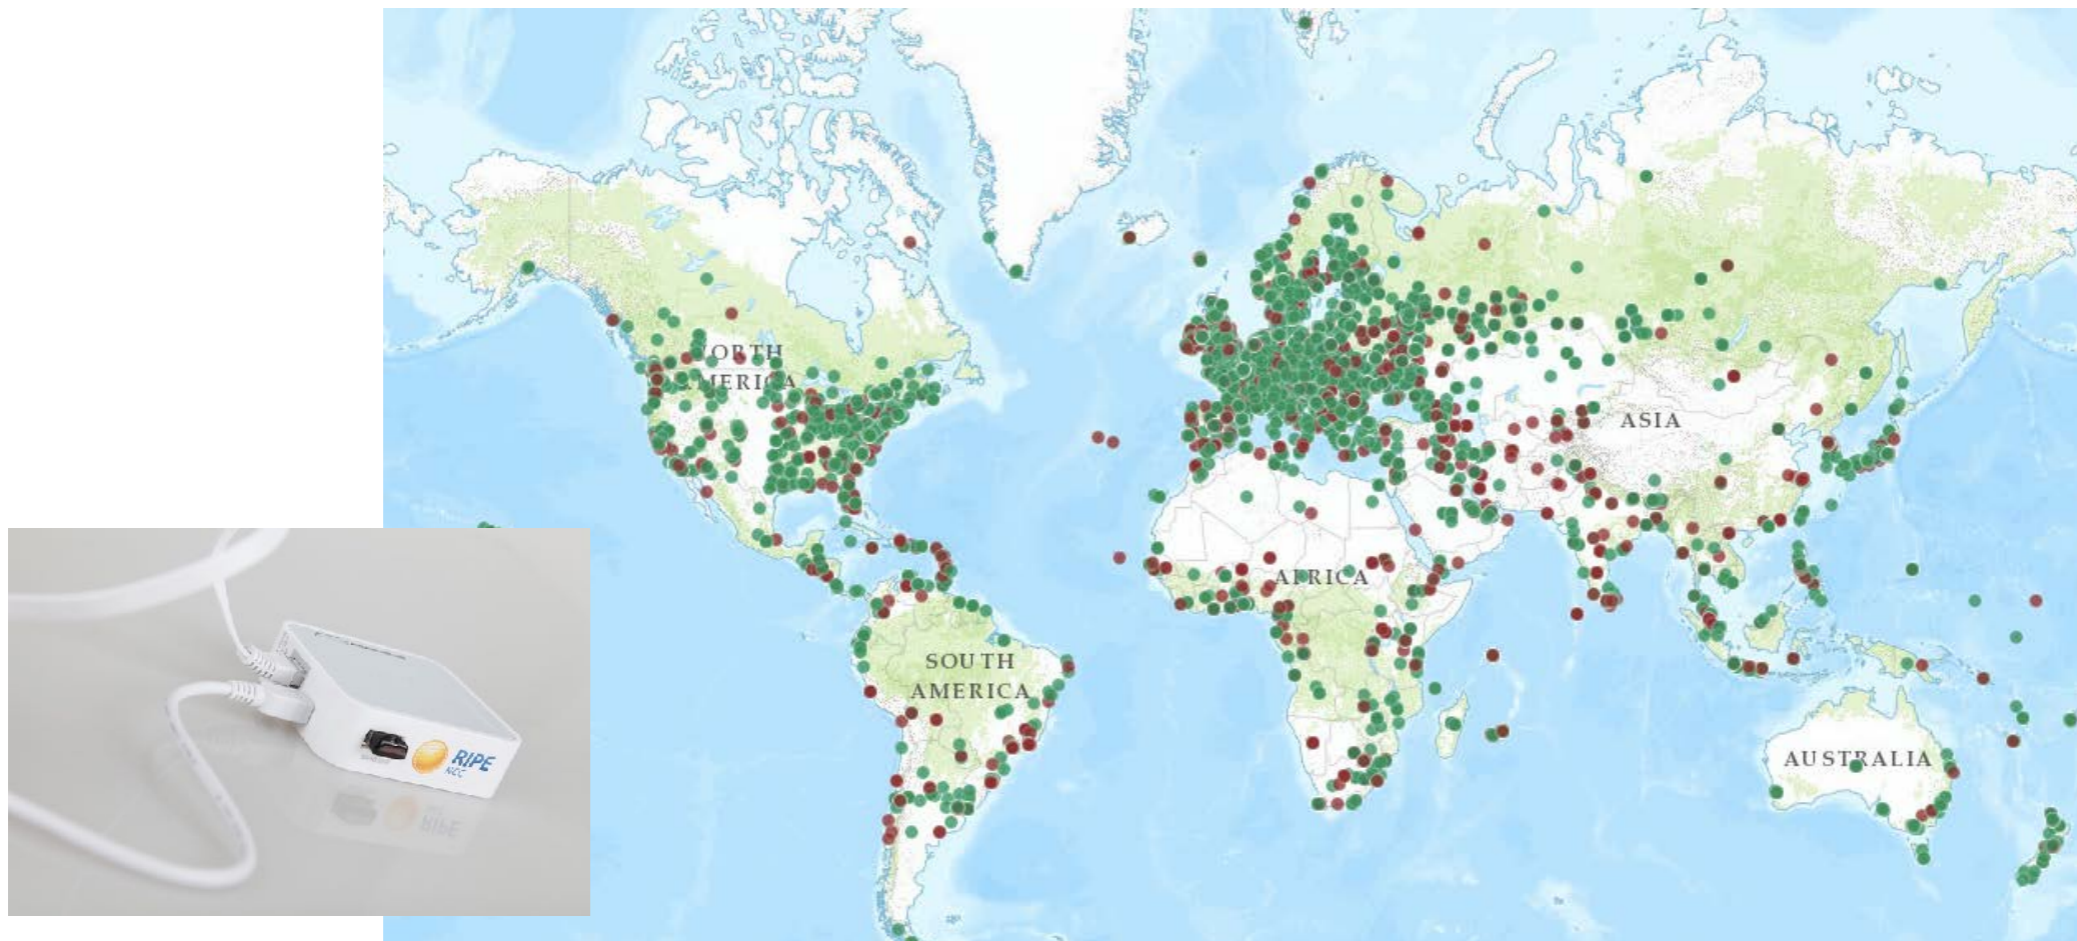 NORTH
AMERICA
ASIA
AFRICA
SOUTH
AMERICA
AUSTRALIA
RIPE
NCC